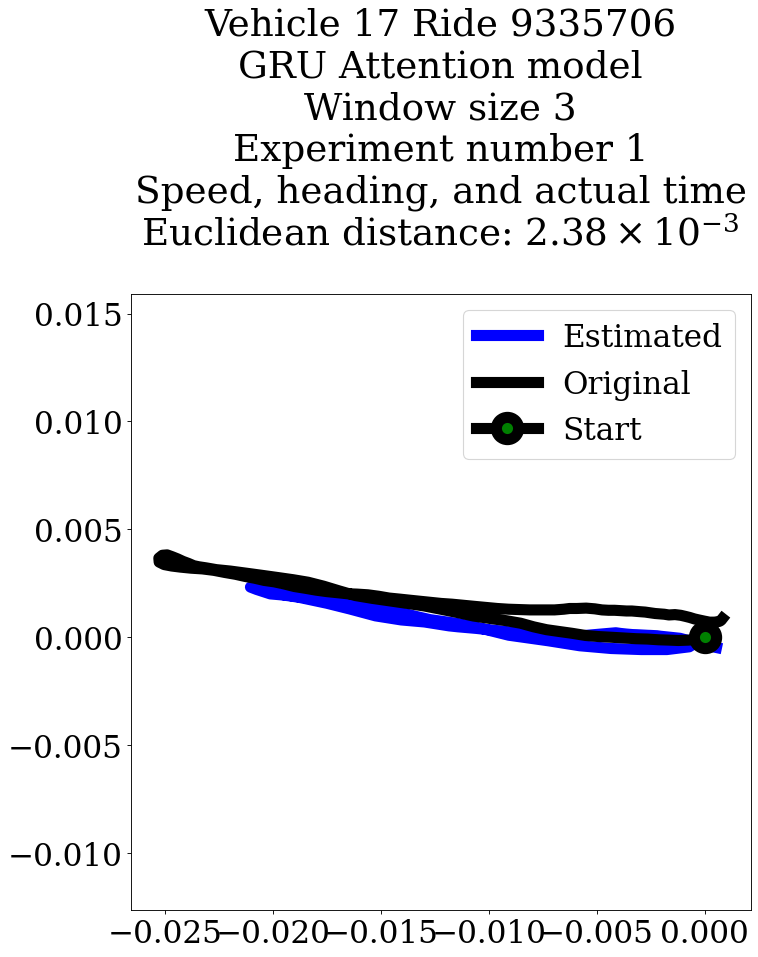 Vehicle 17 Ride 9335706
GRU Attention model
Window size 3
Experiment number 1
Speed, heading, and actual time
Euclidean distance: 2.38 × 10⁻³
Estimated
Original
Start
0.015
0.010
0.005
0.000
−0.005
−0.010
−0.025 −0.020 −0.015 −0.010 −0.005 0.000